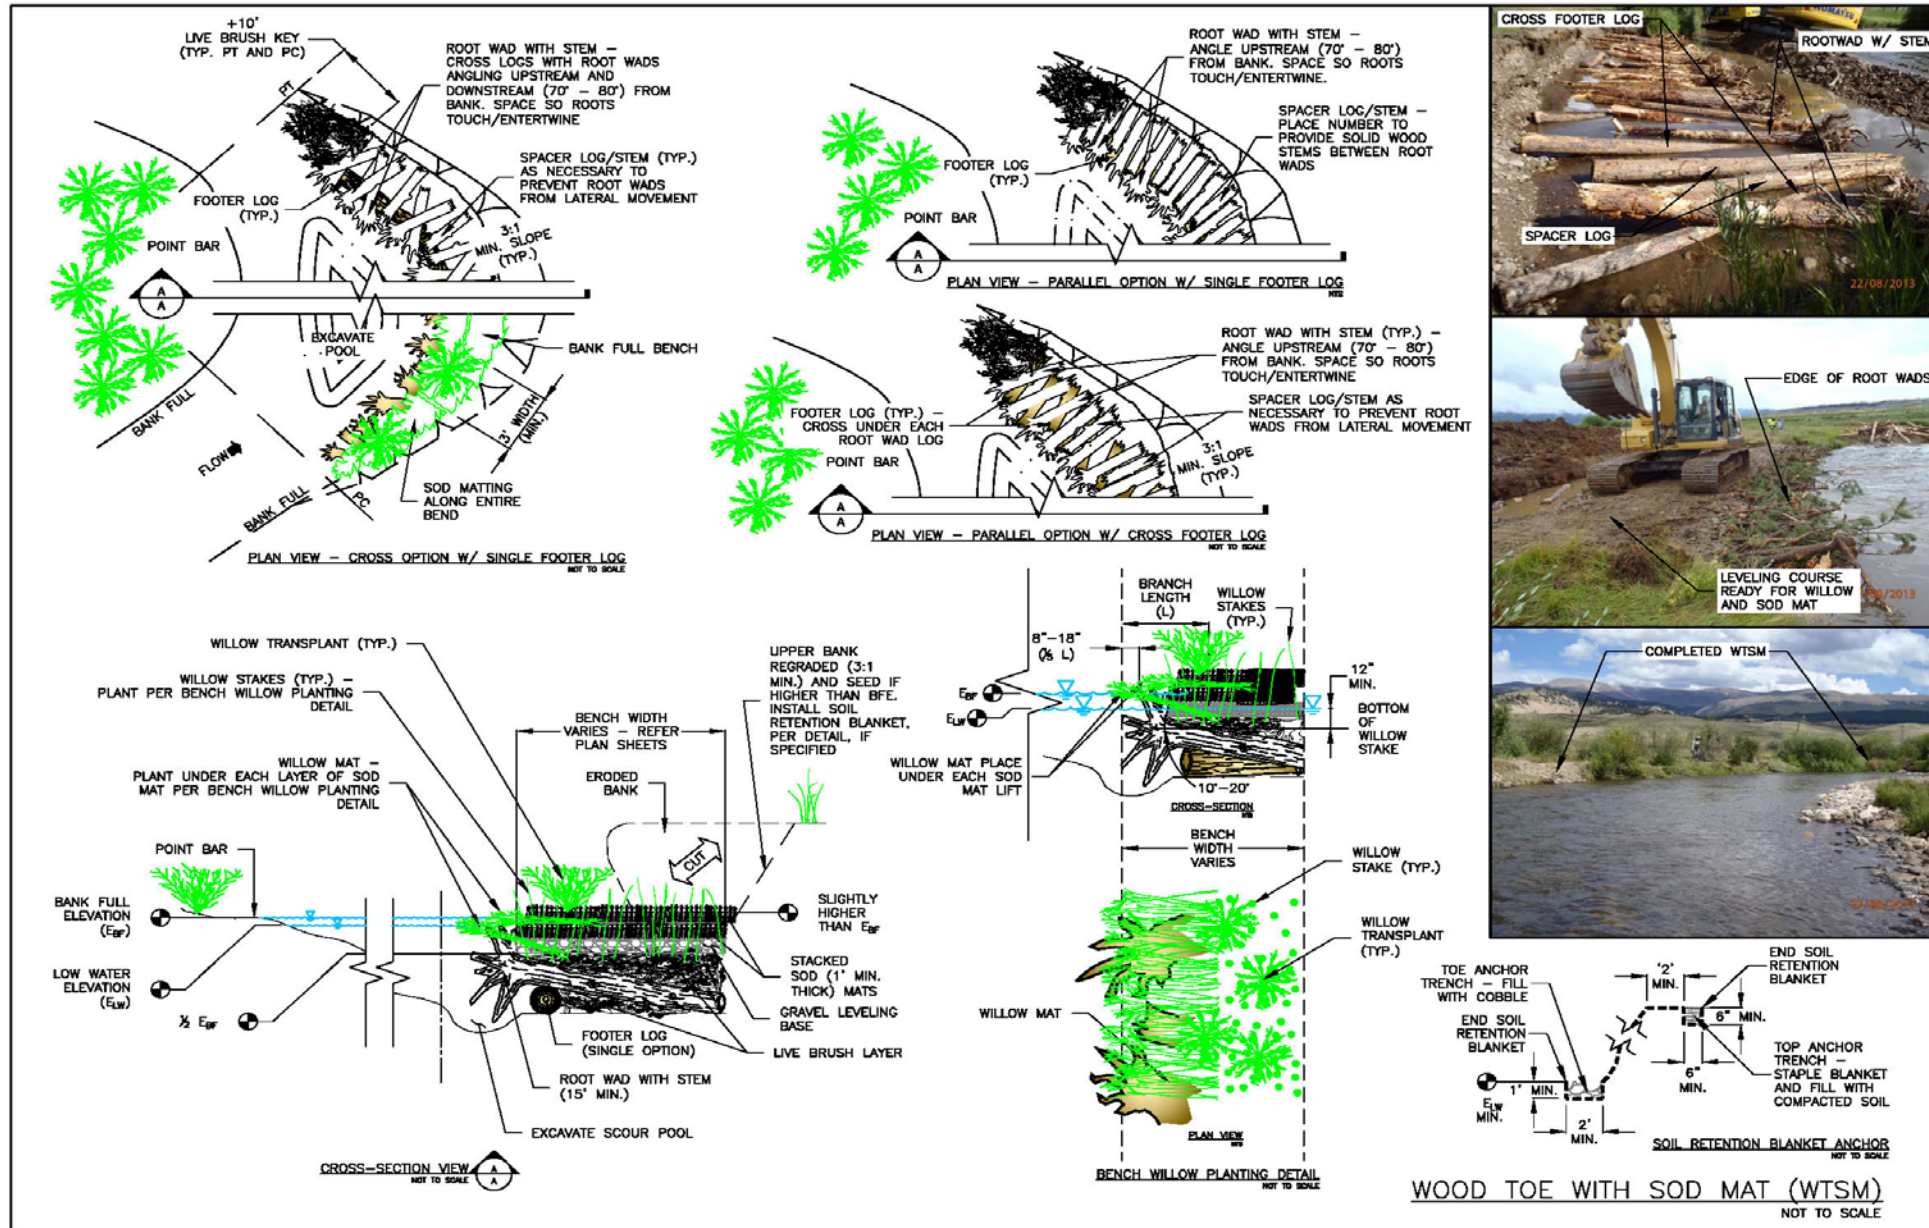 +10'
LIVE BRUSH KEY
(TYP. PT AND PC)
PT
ROOT WAD WITH STEM –
CROSS LOGS WITH ROOT WADS
ANGLING UPSTREAM AND
DOWNSTREAM (70° – 80°) FROM
BANK. SPACE SO ROOTS
TOUCH/ENTERTWINE
SPACER LOG/STEM (TYP.)
AS NECESSARY TO
PREVENT ROOT WADS
FROM LATERAL MOVEMENT
FOOTER LOG
(TYP.)
POINT BAR
3:1
MIN. SLOPE
(TYP.)
A
A
EXCAVATE
POOL
BANK FULL BENCH
BANK FULL
FLOW
13' WIDTH
(MIN.)
BANK FULL
PC
SOD MATTING
ALONG ENTIRE
BEND
PLAN VIEW – CROSS OPTION W/ SINGLE FOOTER LOG
NOT TO SCALE
ROOT WAD WITH STEM –
ANGLE UPSTREAM (70° – 80°)
FROM BANK. SPACE SO ROOTS
TOUCH/ENTERTWINE.
SPACER LOG/STEM –
PLACE NUMBER TO
PROVIDE SOLID WOOD
STEMS BETWEEN ROOT
WADS
FOOTER LOG
(TYP.)
POINT BAR
A
A
PLAN VIEW – PARALLEL OPTION W/ SINGLE FOOTER LOG
NTS
ROOT WAD WITH STEM (TYP.) –
ANGLE UPSTREAM (70° – 80°)
FROM BANK. SPACE SO ROOTS
TOUCH/ENTERTWINE
SPACER LOG/STEM AS
NECESSARY TO PREVENT ROOT
WADS FROM LATERAL MOVEMENT
FOOTER LOG (TYP.) –
CROSS UNDER EACH
ROOT WAD LOG
POINT BAR
3:1
MIN. SLOPE
(TYP.)
A
A
PLAN VIEW – PARALLEL OPTION W/ CROSS FOOTER LOG
NOT TO SCALE
CROSS FOOTER LOG
KOMATSU
ROOTWAD W/ STEM
SPACER LOG
22/08/2013
EDGE OF ROOT WADS
LEVELING COURSE
READY FOR WILLOW
AND SOD MAT
/2013
COMPLETED WTSM
WILLOW TRANSPLANT (TYP.)
WILLOW STAKES (TYP.) –
PLANT PER BENCH WILLOW PLANTING
DETAIL
WILLOW MAT –
PLANT UNDER EACH LAYER OF SOD
MAT PER BENCH WILLOW PLANTING
DETAIL
BENCH WIDTH
VARIES – REFER
PLAN SHEETS
ERODED
BANK
CUT
UPPER BANK
REGRADED (3:1
MIN.) AND SEED IF
HIGHER THAN BFE.
INSTALL SOIL
RETENTION BLANKET,
PER DETAIL, IF
SPECIFIED
POINT BAR
BANK FULL
ELEVATION
(EBF)
LOW WATER
ELEVATION
(ELW)
½ EBF
SLIGHTLY
HIGHER
THAN EBF
STACKED
SOD (1' MIN.
THICK) MATS
GRAVEL LEVELING
BASE
LIVE BRUSH LAYER
FOOTER LOG
(SINGLE OPTION)
ROOT WAD WITH STEM
(15' MIN.)
EXCAVATE SCOUR POOL
CROSS-SECTION VIEW
NOT TO SCALE
A
A
BRANCH
LENGTH
(L)
WILLOW
STAKES
(TYP.)
8"–18"
(⅓ L)
EBF
ELW
12"
MIN.
BOTTOM
OF
WILLOW
STAKE
WILLOW MAT PLACE
UNDER EACH SOD
MAT LIFT
10°–20°
CROSS-SECTION
NTS
BENCH
WIDTH
VARIES
WILLOW
STAKE (TYP.)
WILLOW
TRANSPLANT
(TYP.)
WILLOW MAT
PLAN VIEW
NTS
BENCH WILLOW PLANTING DETAIL
NOT TO SCALE
TOE ANCHOR
TRENCH – FILL
WITH COBBLE
END SOIL
RETENTION
BLANKET
'2'
MIN.
END SOIL
RETENTION
BLANKET
6" MIN.
6"
MIN.
TOP ANCHOR
TRENCH –
STAPLE BLANKET
AND FILL WITH
COMPACTED SOIL
ELW
MIN.
1' MIN.
2'
MIN.
SOIL RETENTION BLANKET ANCHOR
NOT TO SCALE
WOOD TOE WITH SOD MAT (WTSM)
NOT TO SCALE